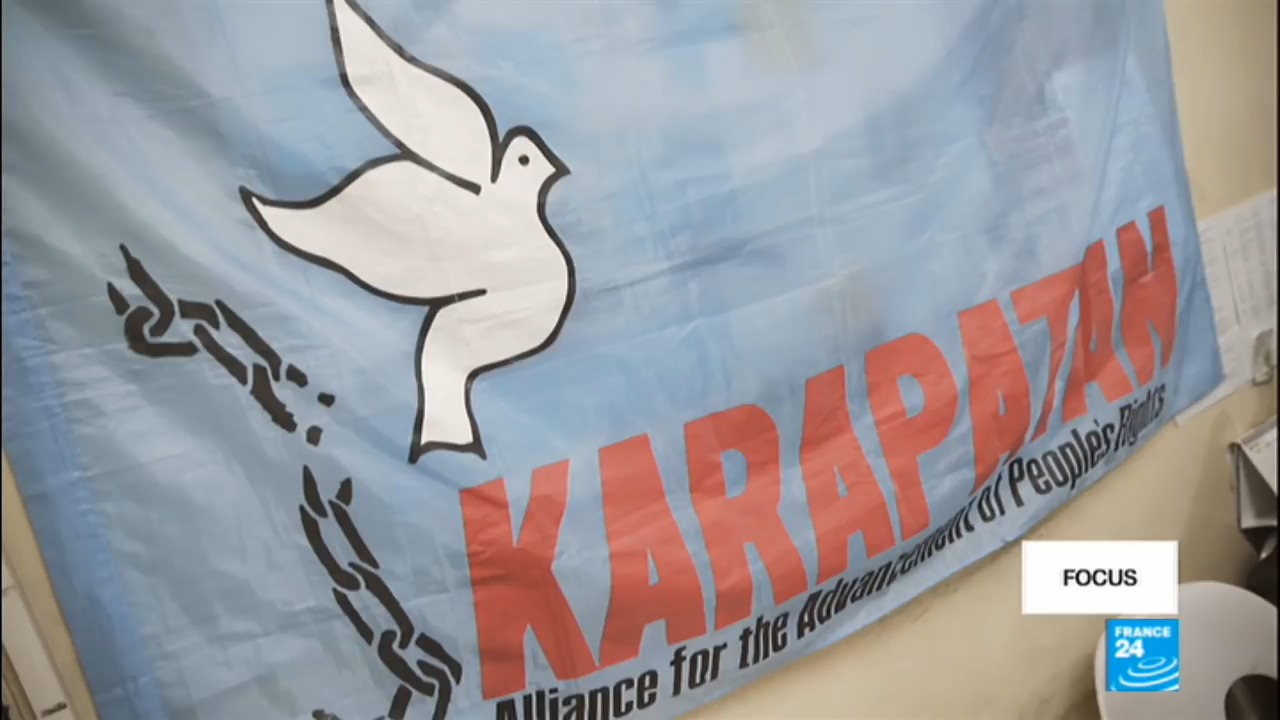 KARAPATAN
Alliance for the Advancement of People's Rights
FOCUS
FRANCE
24